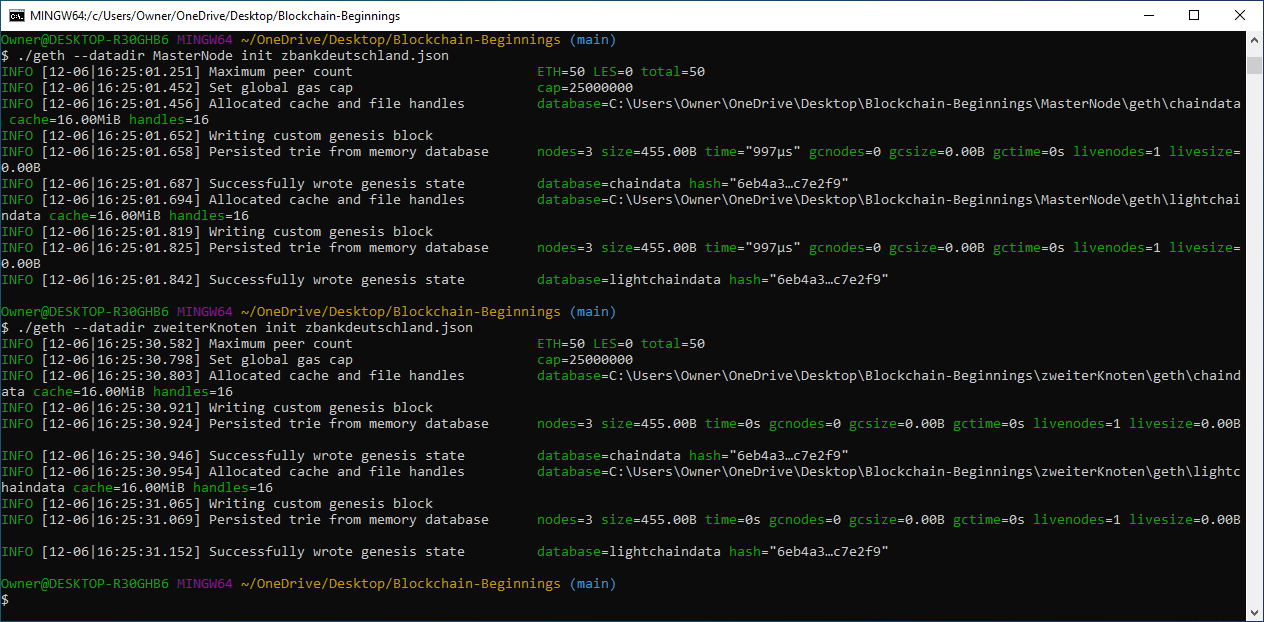 MINGW64:/c/Users/Owner/OneDrive/Desktop/Blockchain-Beginnings
Owner@DESKTOP-R30GHB6 MINGW64 ~/OneDrive/Desktop/Blockchain-Beginnings (main)
$ ./geth --datadir MasterNode init zbankdeutschland.json
INFO [12-06|16:25:01.251] Maximum peer count                       ETH=50 LES=0 total=50
INFO [12-06|16:25:01.452] Set global gas cap                       cap=25000000
INFO [12-06|16:25:01.456] Allocated cache and file handles         database=C:\Users\Owner\OneDrive\Desktop\Blockchain-Beginnings\MasterNode\geth\chaindata
 cache=16.00MiB handles=16
INFO [12-06|16:25:01.652] Writing custom genesis block
INFO [12-06|16:25:01.658] Persisted trie from memory database      nodes=3 size=455.00B time="997µs" gcnodes=0 gcsize=0.00B gctime=0s livenodes=1 livesize=
0.00B
INFO [12-06|16:25:01.687] Successfully wrote genesis state         database=chaindata hash="6eb4a3…c7e2f9"
INFO [12-06|16:25:01.694] Allocated cache and file handles         database=C:\Users\Owner\OneDrive\Desktop\Blockchain-Beginnings\MasterNode\geth\lightchai
ndata cache=16.00MiB handles=16
INFO [12-06|16:25:01.819] Writing custom genesis block
INFO [12-06|16:25:01.825] Persisted trie from memory database      nodes=3 size=455.00B time="997µs" gcnodes=0 gcsize=0.00B gctime=0s livenodes=1 livesize=
0.00B
INFO [12-06|16:25:01.842] Successfully wrote genesis state         database=lightchaindata hash="6eb4a3…c7e2f9"
Owner@DESKTOP-R30GHB6 MINGW64 ~/OneDrive/Desktop/Blockchain-Beginnings (main)
$ ./geth --datadir zweiterKnoten init zbankdeutschland.json
INFO [12-06|16:25:30.582] Maximum peer count                       ETH=50 LES=0 total=50
INFO [12-06|16:25:30.798] Set global gas cap                       cap=25000000
INFO [12-06|16:25:30.803] Allocated cache and file handles         database=C:\Users\Owner\OneDrive\Desktop\Blockchain-Beginnings\zweiterKnoten\geth\chaind
ata cache=16.00MiB handles=16
INFO [12-06|16:25:30.921] Writing custom genesis block
INFO [12-06|16:25:30.924] Persisted trie from memory database      nodes=3 size=455.00B time=0s gcnodes=0 gcsize=0.00B gctime=0s livenodes=1 livesize=0.00B
INFO [12-06|16:25:30.946] Successfully wrote genesis state         database=chaindata hash="6eb4a3…c7e2f9"
INFO [12-06|16:25:30.954] Allocated cache and file handles         database=C:\Users\Owner\OneDrive\Desktop\Blockchain-Beginnings\zweiterKnoten\geth\lightc
haindata cache=16.00MiB handles=16
INFO [12-06|16:25:31.065] Writing custom genesis block
INFO [12-06|16:25:31.069] Persisted trie from memory database      nodes=3 size=455.00B time=0s gcnodes=0 gcsize=0.00B gctime=0s livenodes=1 livesize=0.00B
INFO [12-06|16:25:31.152] Successfully wrote genesis state         database=lightchaindata hash="6eb4a3…c7e2f9"
Owner@DESKTOP-R30GHB6 MINGW64 ~/OneDrive/Desktop/Blockchain-Beginnings (main)
$